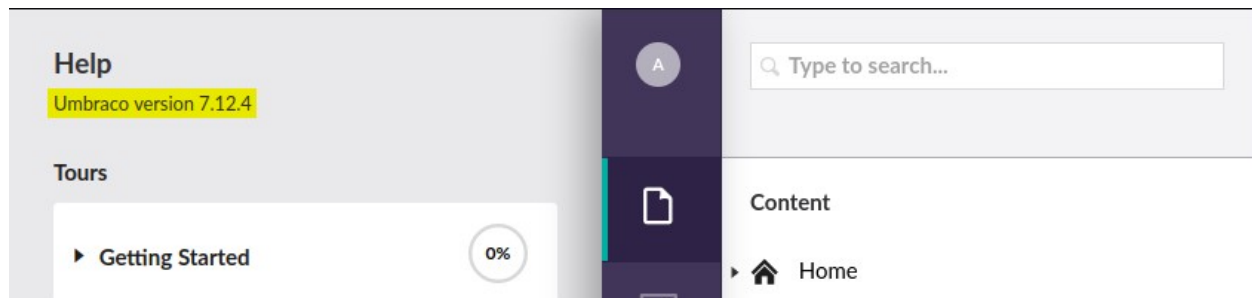 Help
Umbraco version 7.12.4
Tours
Getting Started
0%
A
Type to search...
Content
Home